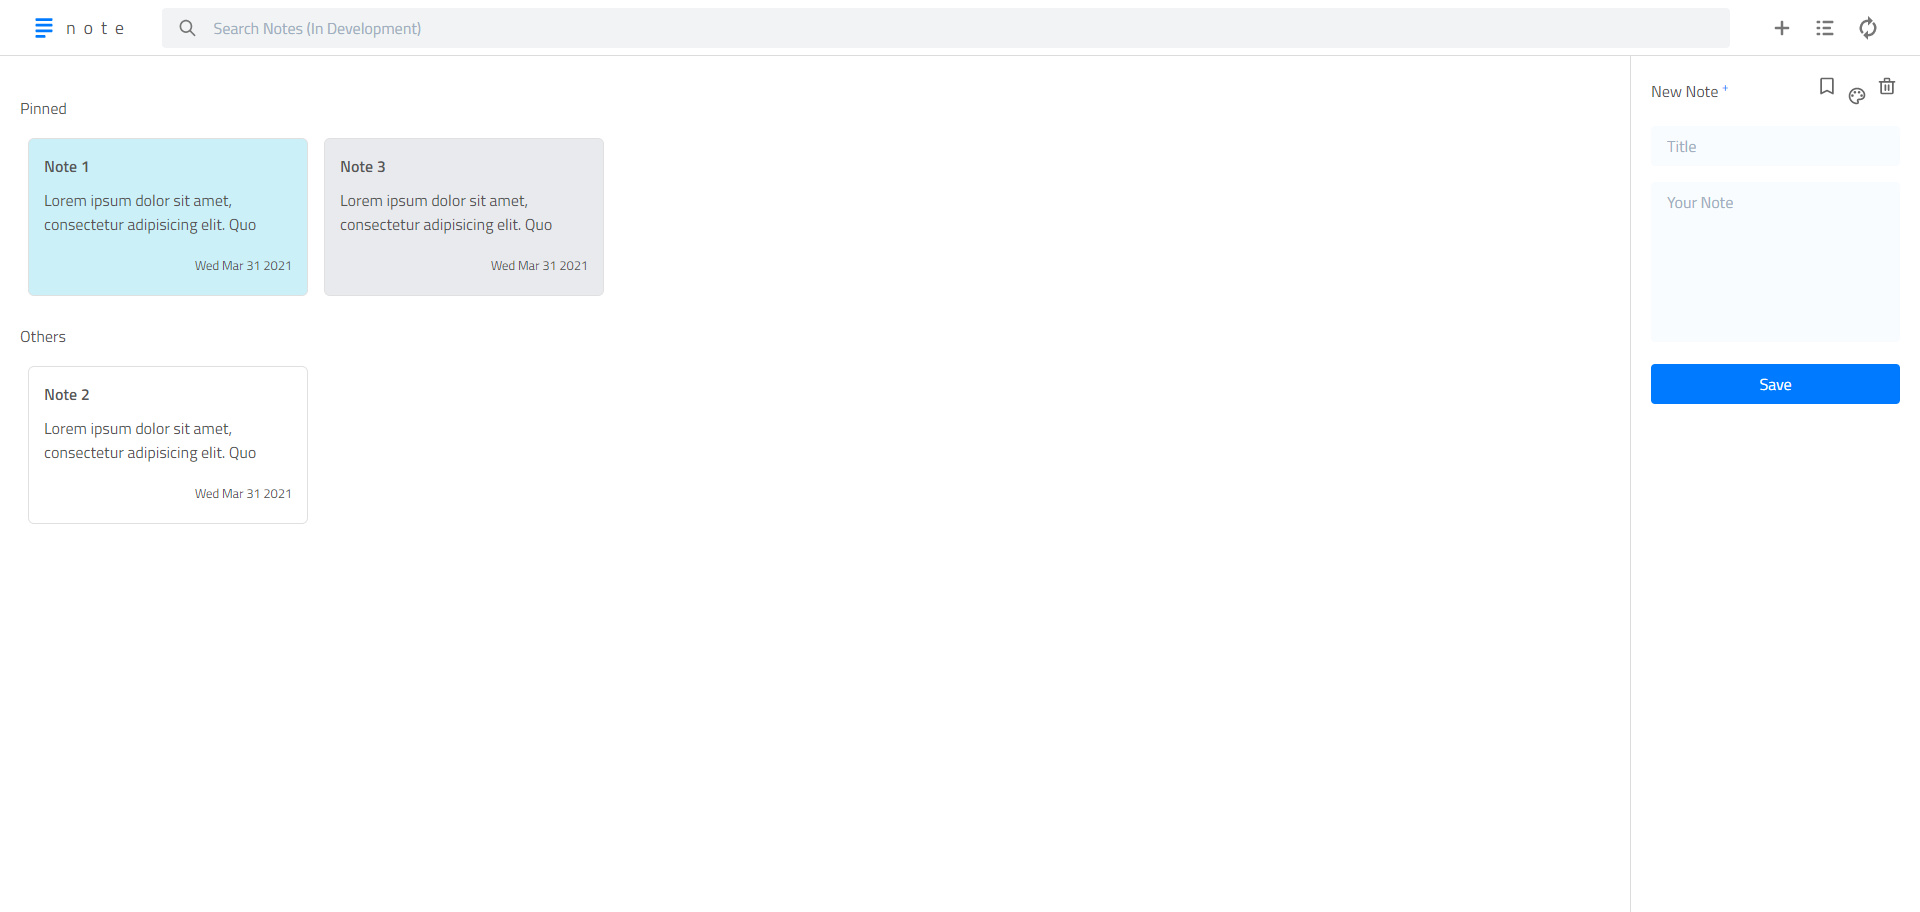 note
Search Notes (In Development)
Pinned
Note 1
Lorem ipsum dolor sit amet,
consectetur adipisicing elit. Quo
Wed Mar 31 2021
Note 3
Lorem ipsum dolor sit amet,
consectetur adipisicing elit. Quo
Wed Mar 31 2021
Others
Note 2
Lorem ipsum dolor sit amet,
consectetur adipisicing elit. Quo
Wed Mar 31 2021
New Note +
Title
Your Note
Save